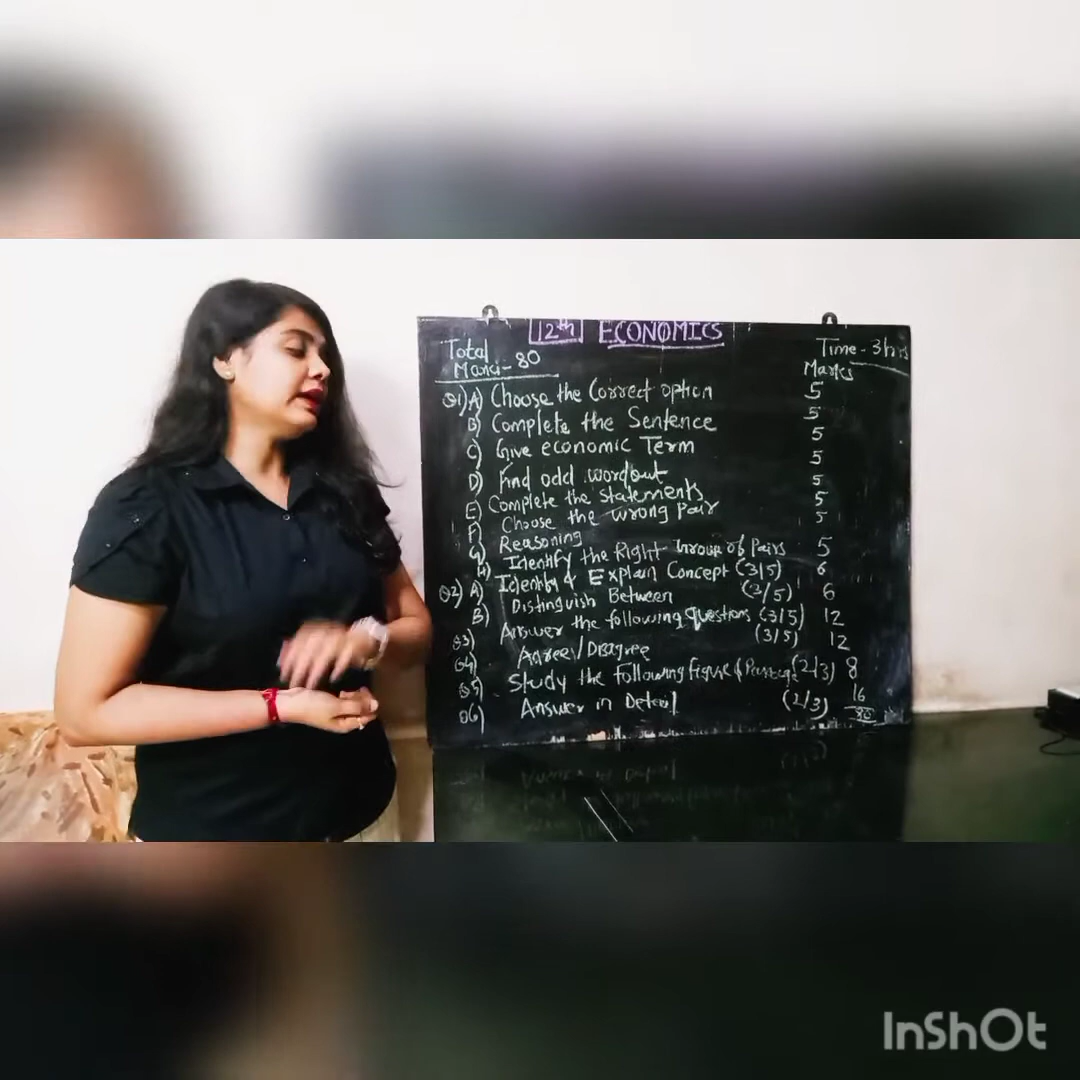 12th ECONOMICS
Total Time - 3hrs
Marks - 80 Marks
Q1) A) Choose the Correct option 5
B) Complete the Sentence 5
C) Give economic Term 5
D) Find odd word out 5
E) Complete the statements 5
F) Choose the wrong pair 5
G) Reasoning 5
H) Identify the Right Group of Pairs 5
Q2) A) Identify & Explain Concept (3/5) 6
B) Distinguish Between (3/5) 6
Q3) Answer the following Questions (3/5) 12
Q4) Agree/Disagree (3/5) 12
Q5) Study the following figure & Passage (2/3) 8
Q6) Answer in Detail (2/3) 16
InShOt